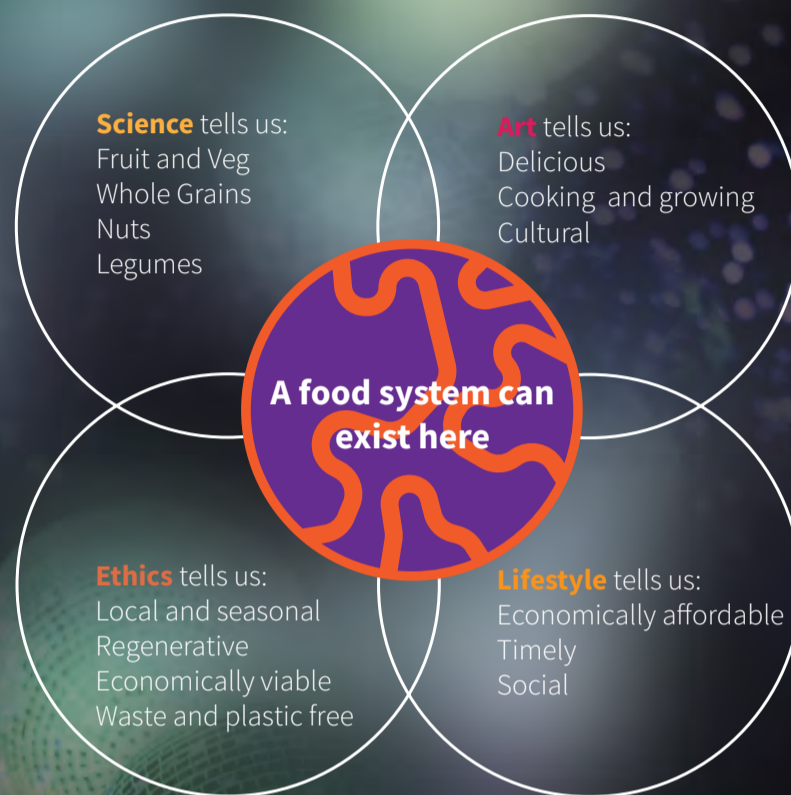 Science tells us:
Fruit and Veg
Whole Grains
Nuts
Legumes
Art tells us:
Delicious
Cooking and growing
Cultural
A food system can
exist here
Ethics tells us:
Local and seasonal
Regenerative
Economically viable
Waste and plastic free
Lifestyle tells us:
Economically affordable
Timely
Social